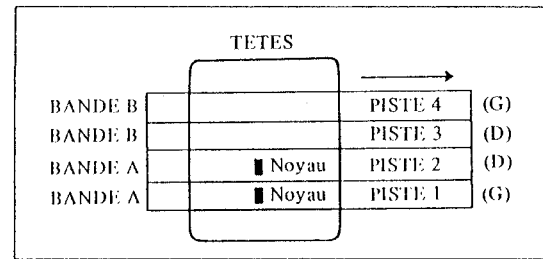 TETES
BANDE B PISTE 4 (G)
BANDE B PISTE 3 (D)
BANDE A Noyau PISTE 2 (D)
BANDE A Noyau PISTE 1 (G)